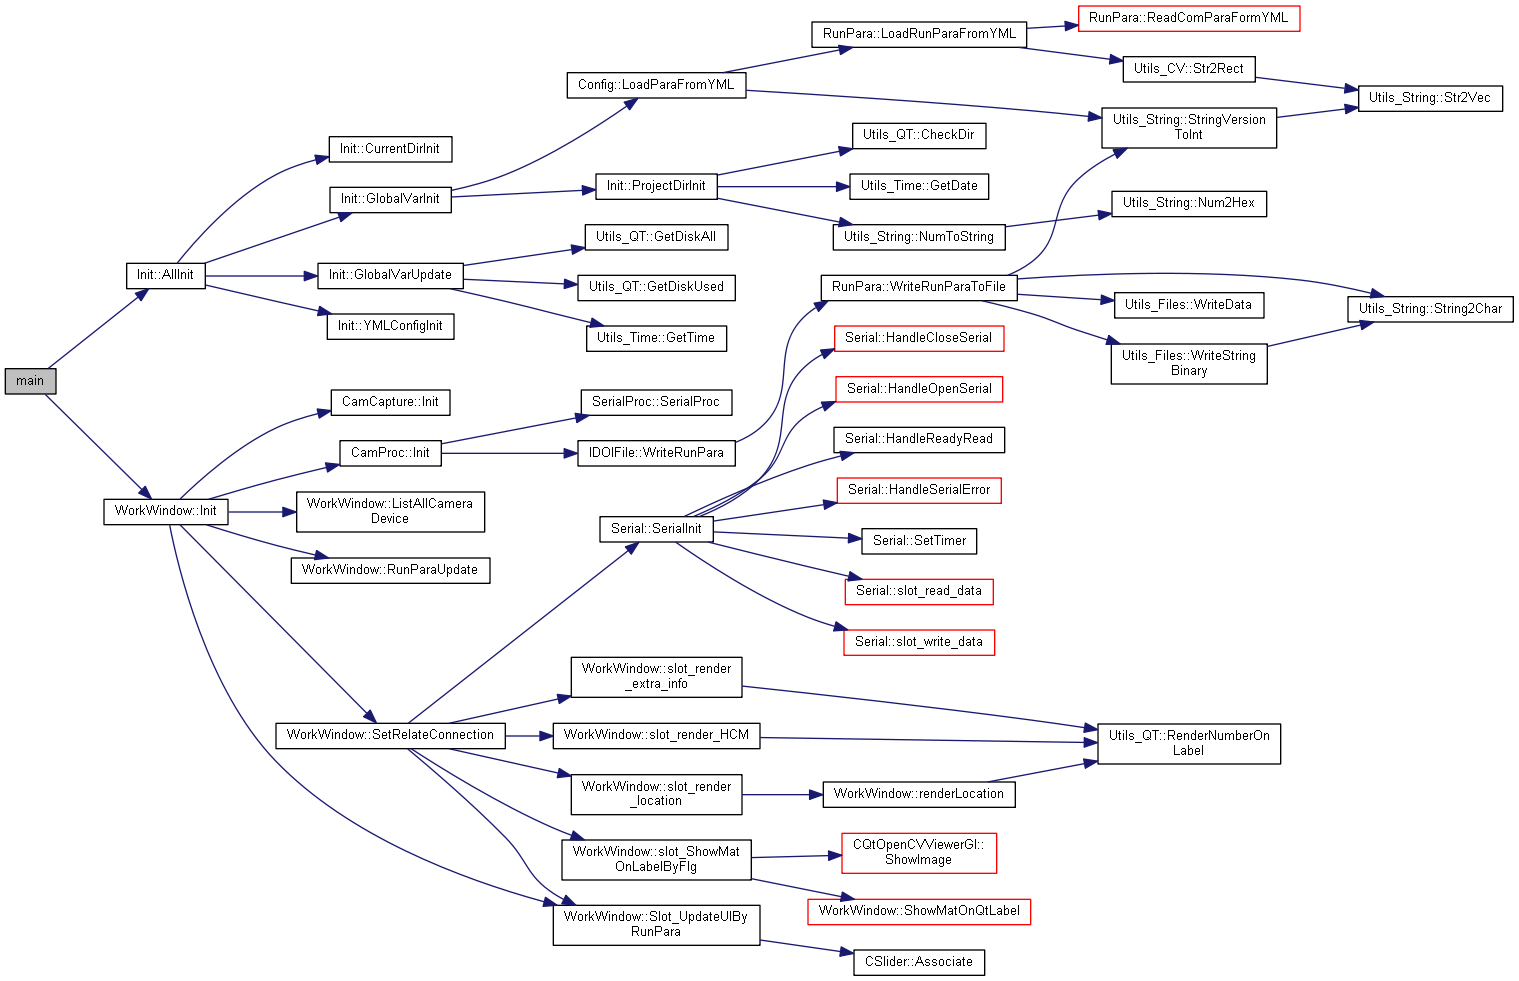 RunPara::ReadComParaFormYML
RunPara::LoadRunParaFromYML
Utils_CV::Str2Rect
Config::LoadParaFromYML
Utils_String::Str2Vec
Utils_String::StringVersion
ToInt
Init::CurrentDirInit
Utils_QT::CheckDir
Init::GlobalVarInit
Init::ProjectDirInit
Utils_Time::GetDate
Utils_String::Num2Hex
Utils_String::NumToString
Utils_QT::GetDiskAll
Init::AllInit
Init::GlobalVarUpdate
Utils_QT::GetDiskUsed
RunPara::WriteRunParaToFile
Utils_Files::WriteData
Utils_String::String2Char
Init::YMLConfigInit
Utils_Time::GetTime
Serial::HandleCloseSerial
Utils_Files::WriteString
Binary
main
CamCapture::Init
SerialProc::SerialProc
Serial::HandleOpenSerial
CamProc::Init
IDOIFile::WriteRunPara
Serial::HandleReadyRead
WorkWindow::Init
WorkWindow::ListAllCamera
Device
Serial::HandleSerialError
Serial::SerialInit
Serial::SetTimer
WorkWindow::RunParaUpdate
Serial::slot_read_data
Serial::slot_write_data
WorkWindow::slot_render
_extra_info
WorkWindow::SetRelateConnection
WorkWindow::slot_render_HCM
Utils_QT::RenderNumberOn
Label
WorkWindow::slot_render
_location
WorkWindow::renderLocation
WorkWindow::slot_ShowMat
OnLabelByFlg
CQtOpenCVViewerGl::
ShowImage
WorkWindow::ShowMatOnQtLabel
WorkWindow::Slot_UpdateUIBy
RunPara
CSlider::Associate